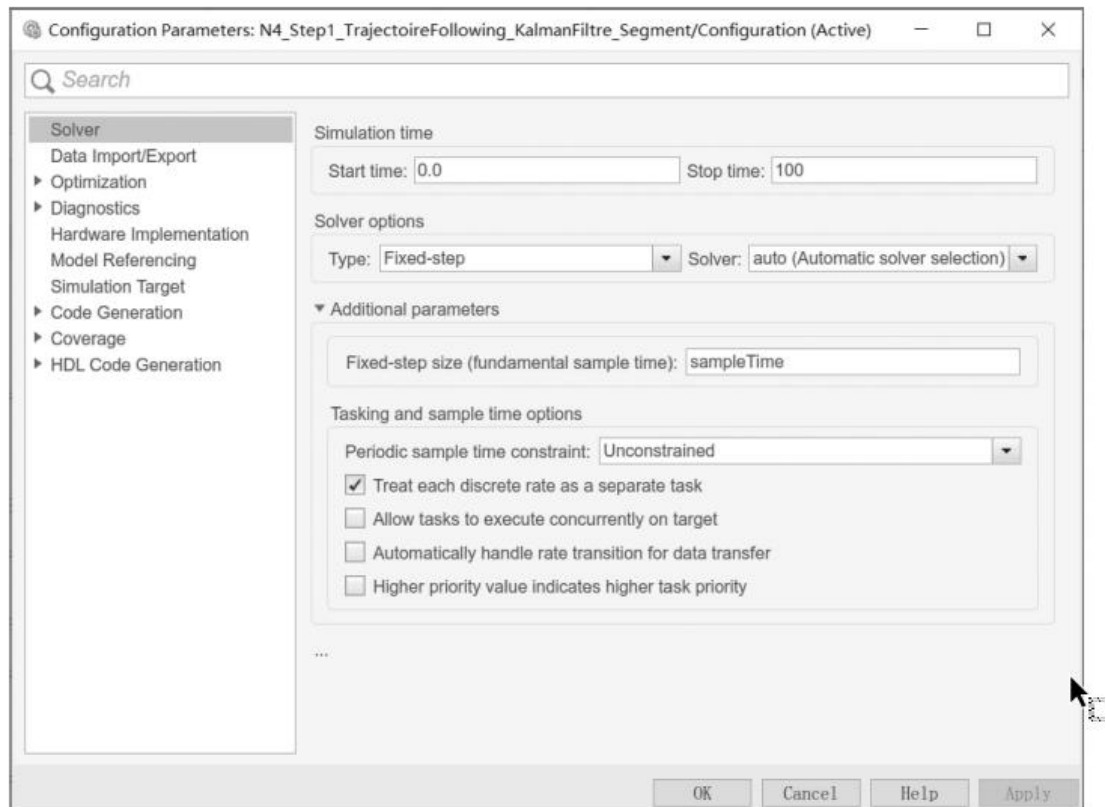 Configuration Parameters: N4_Step1_TrajectoireFollowing_KalmanFiltre_Segment/Configuration (Active)
Search
Solver
Data Import/Export
Optimization
Diagnostics
Hardware Implementation
Model Referencing
Simulation Target
Code Generation
Coverage
HDL Code Generation
Simulation time
Start time: 0.0 Stop time: 100
Solver options
Type: Fixed-step Solver: auto (Automatic solver selection)
Additional parameters
Fixed-step size (fundamental sample time): sampleTime
Tasking and sample time options
Periodic sample time constraint: Unconstrained
Treat each discrete rate as a separate task
Allow tasks to execute concurrently on target
Automatically handle rate transition for data transfer
Higher priority value indicates higher task priority
...
OK Cancel Help Apply